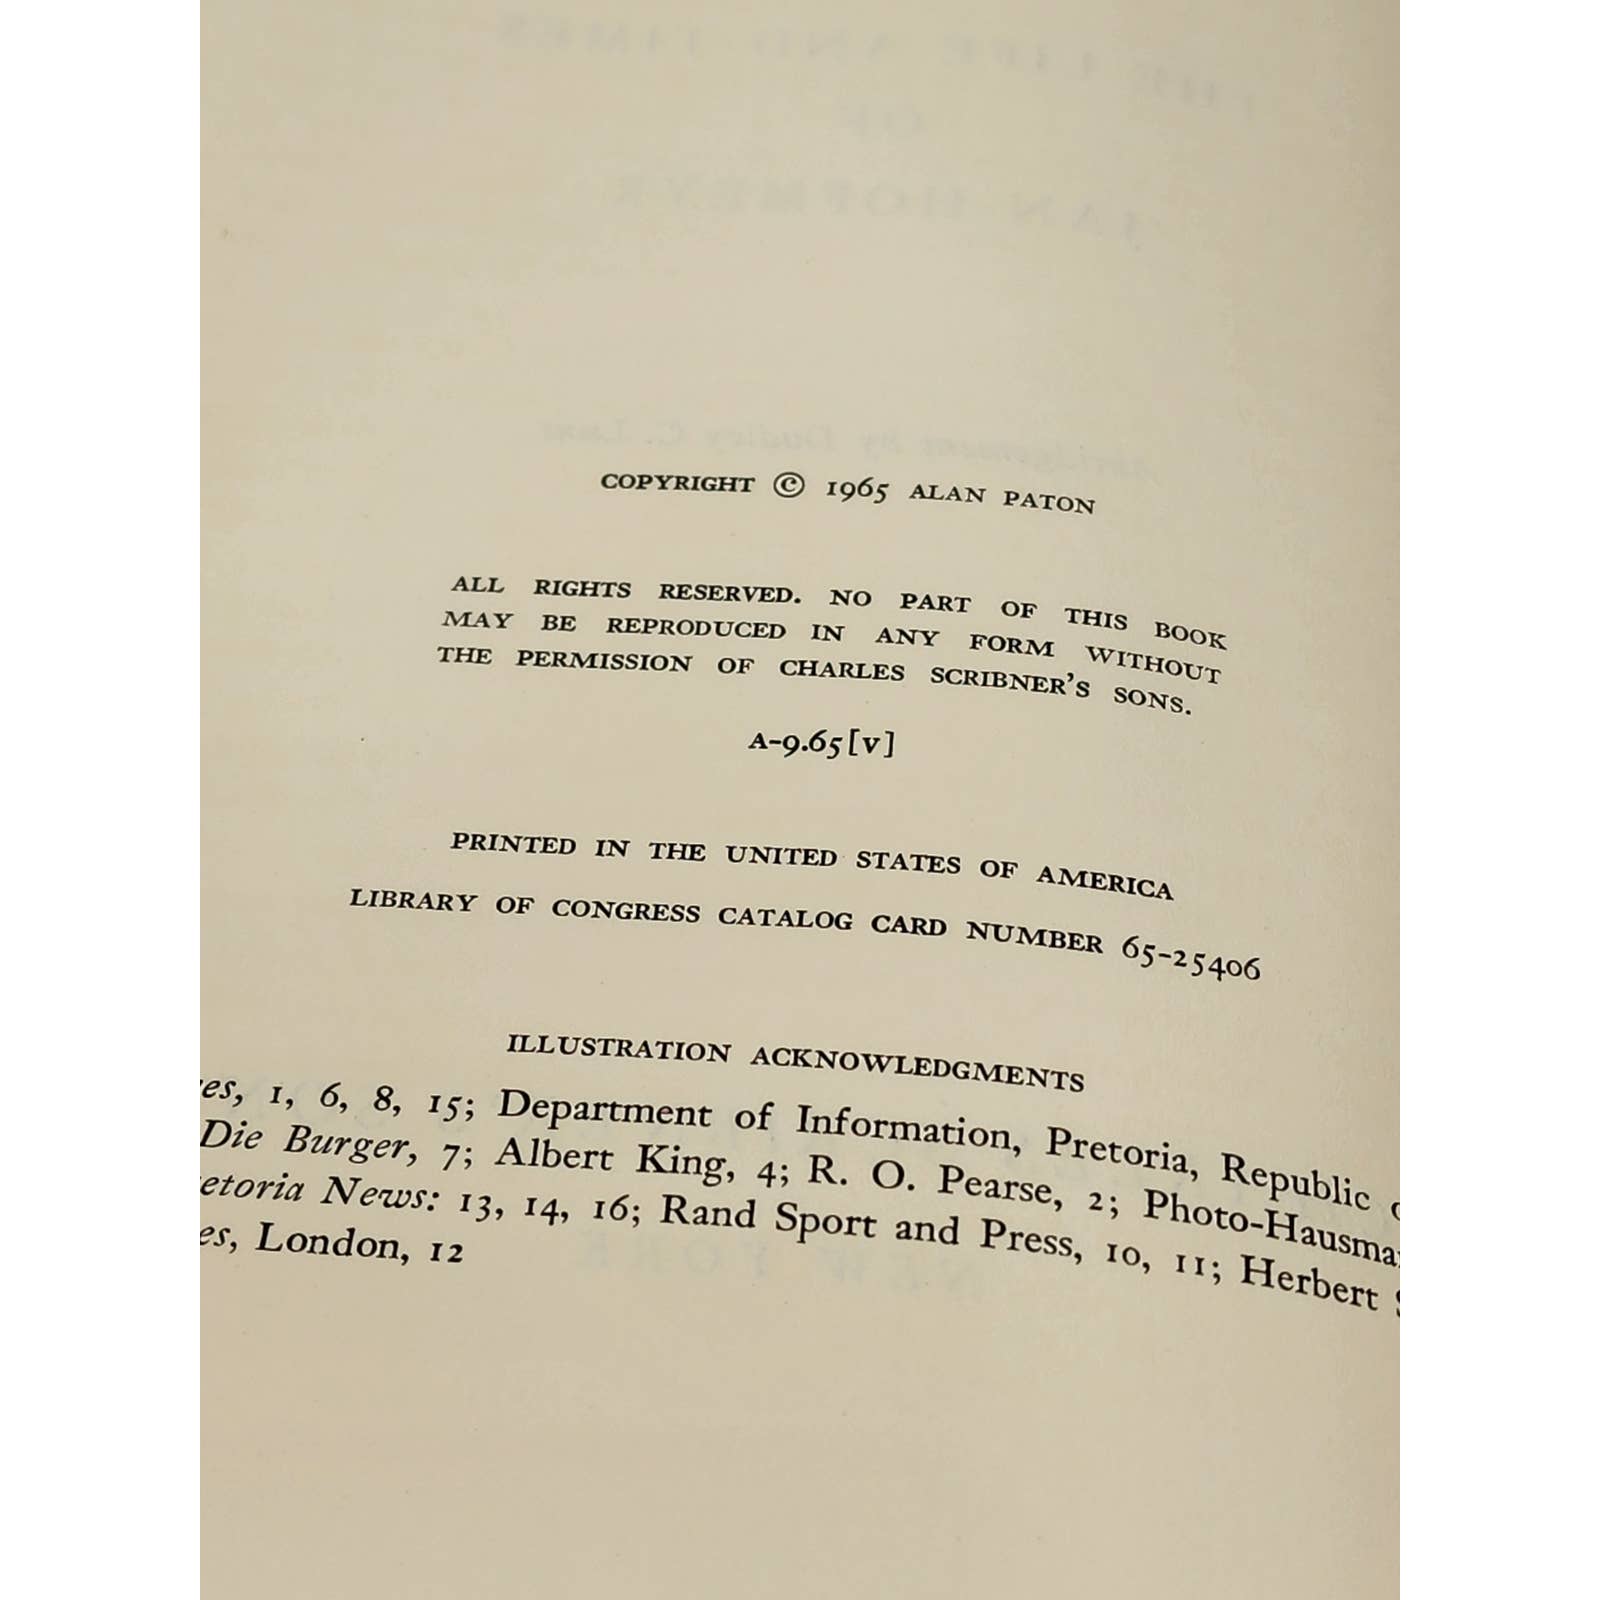 COPYRIGHT © 1965 ALAN PATON
ALL RIGHTS RESERVED. NO PART OF THIS BOOK
MAY BE REPRODUCED IN ANY FORM WITHOUT
THE PERMISSION OF CHARLES SCRIBNER'S SONS.
A-9.65[V]
PRINTED IN THE UNITED STATES OF AMERICA
LIBRARY OF CONGRESS CATALOG CARD NUMBER 65-25406
ILLUSTRATION ACKNOWLEDGMENTS
es, 1, 6, 8, 15; Department of Information, Pretoria, Republic
Die Burger, 7; Albert King, 4; R. O. Pearse, 2; Photo-Hausma
etoria News: 13, 14, 16; Rand Sport and Press, 10, 11; Herbert
es, London, 12